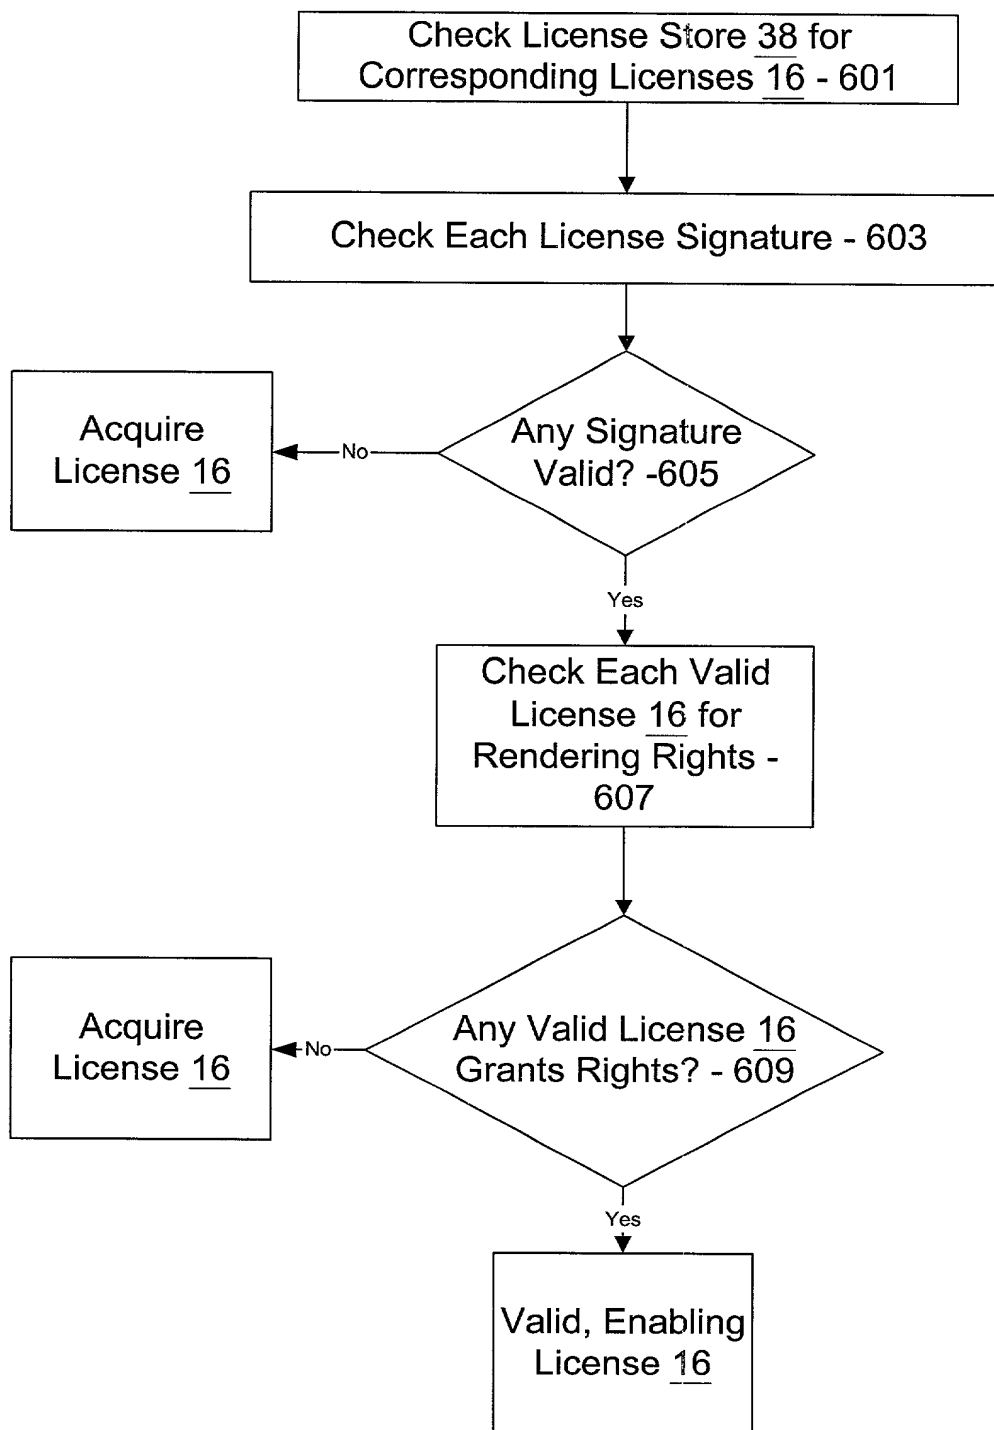 Check License Store 38 for
Corresponding Licenses 16 - 601
Check Each License Signature - 603
Acquire
License 16
No
Any Signature
Valid? -605
Yes
Check Each Valid
License 16 for
Rendering Rights -
607
Acquire
License 16
No
Any Valid License 16
Grants Rights? - 609
Yes
Valid, Enabling
License 16